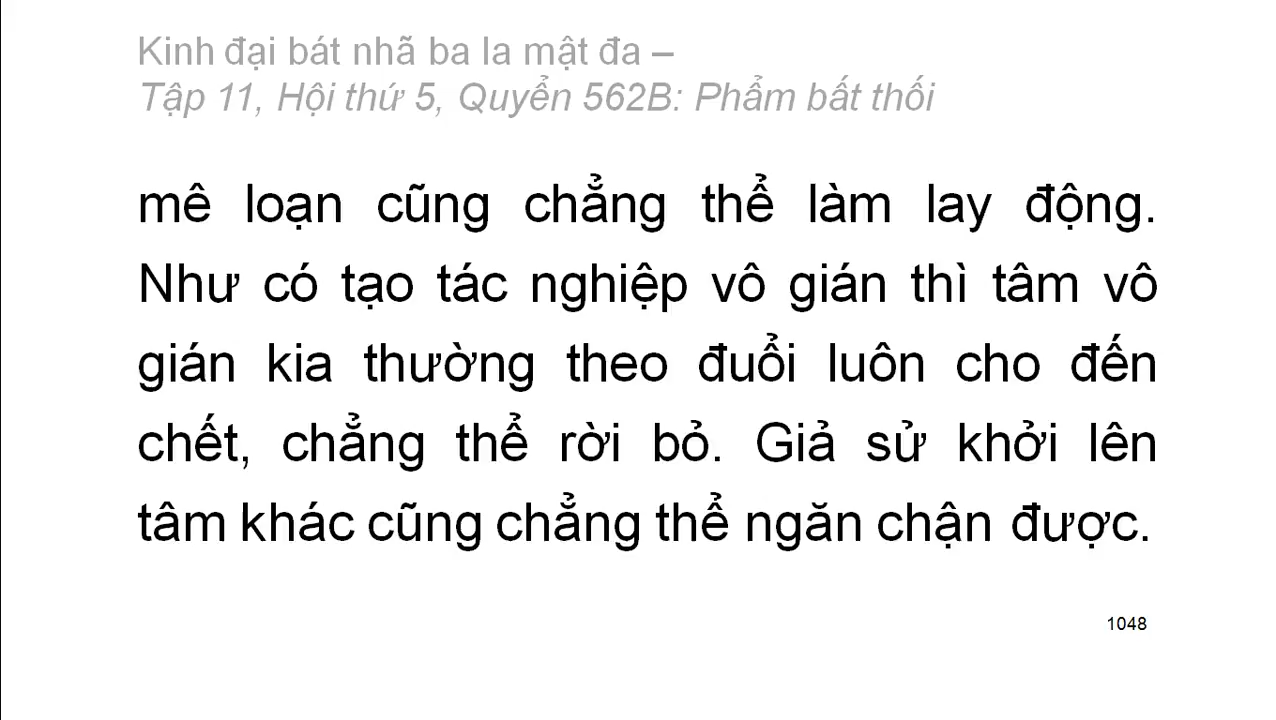 Kinh đại bát nhã ba la mật đa –
Tập 11, Hội thứ 5, Quyển 562B: Phẩm bất thối
mê loạn cũng chẳng thể làm lay động.
Như có tạo tác nghiệp vô gián thì tâm vô
gián kia thường theo đuổi luôn cho đến
chết, chẳng thể rời bỏ. Giả sử khởi lên
tâm khác cũng chẳng thể ngăn chận được.
1048